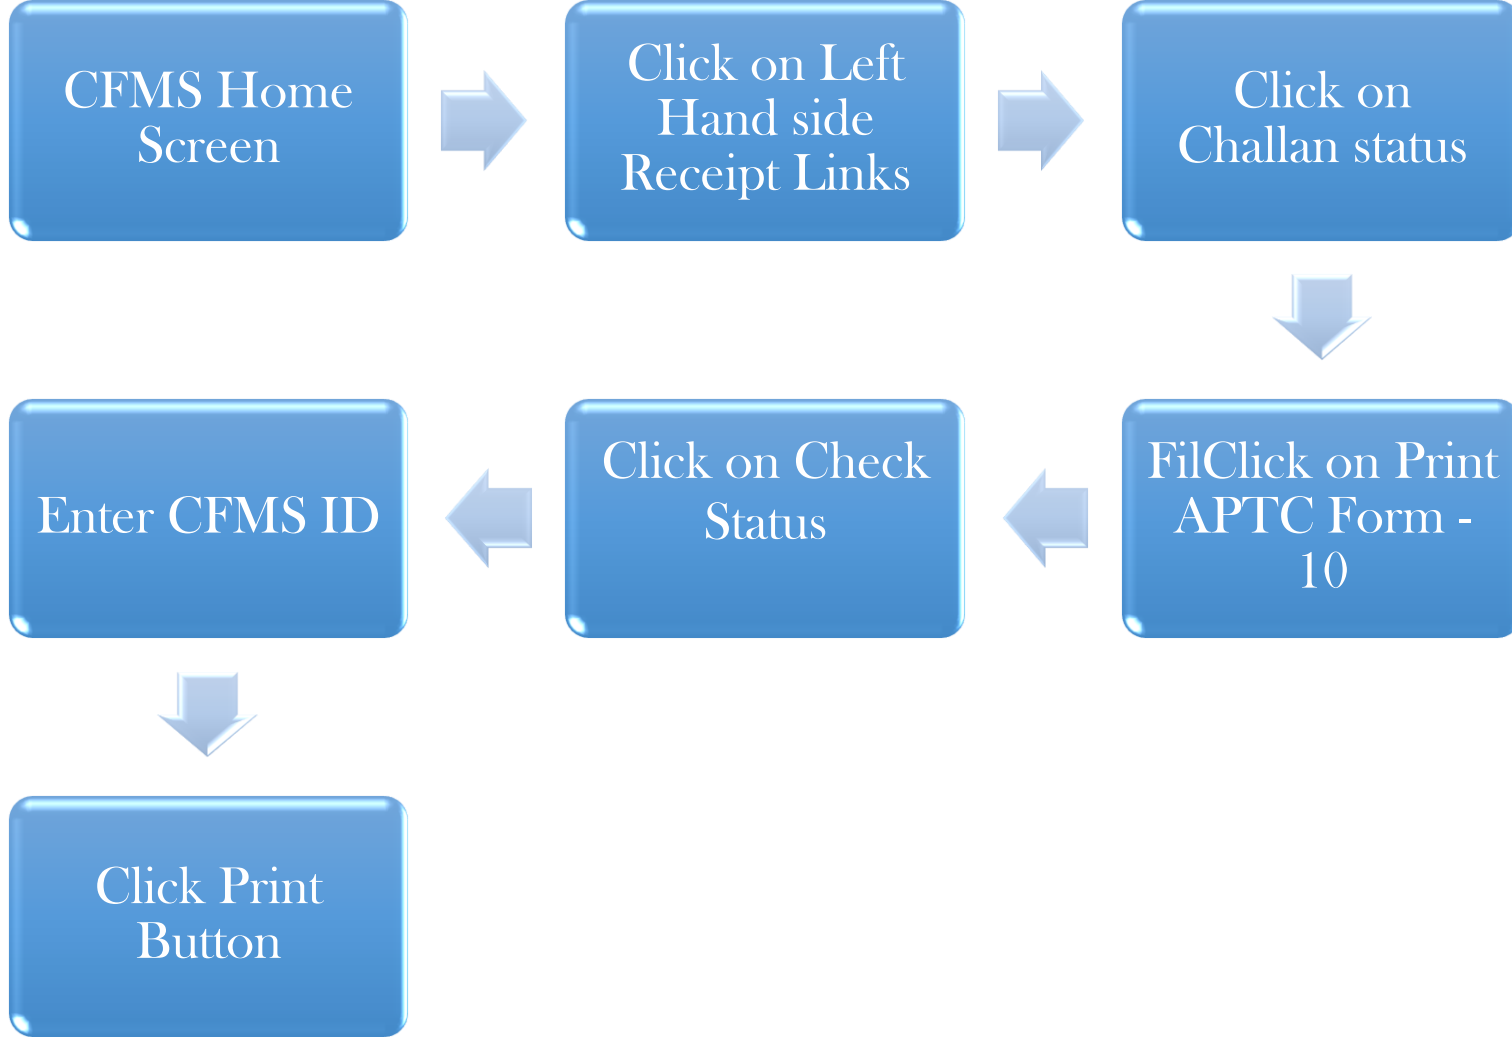 CFMS Home
Screen
Click on Left
Hand side
Receipt Links
Click on
Challan status
FilClick on Print
APTC Form -
10
Click on Check
Status
Enter CFMS ID
Click Print
Button